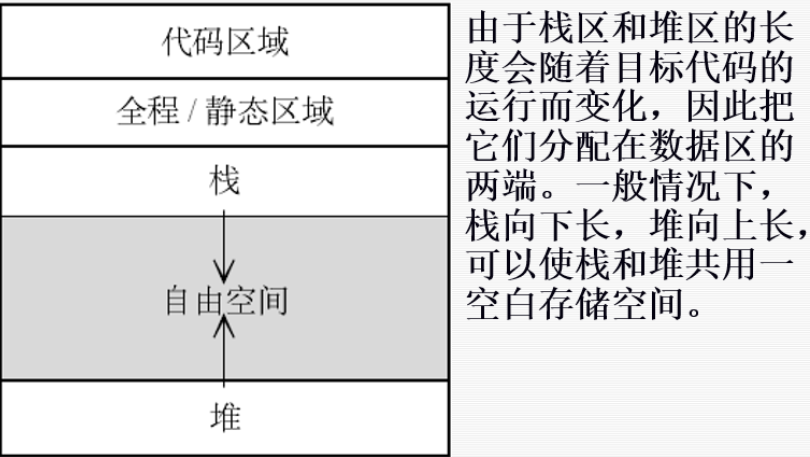 代码区域
全程 / 静态区域
栈
自由空间
堆
由于栈区和堆区的长
度会随着目标代码的
运行而变化，因此把
它们分配在数据区的
两端。一般情况下，
栈向下长，堆向上长，
可以使栈和堆共用一
空白存储空间。